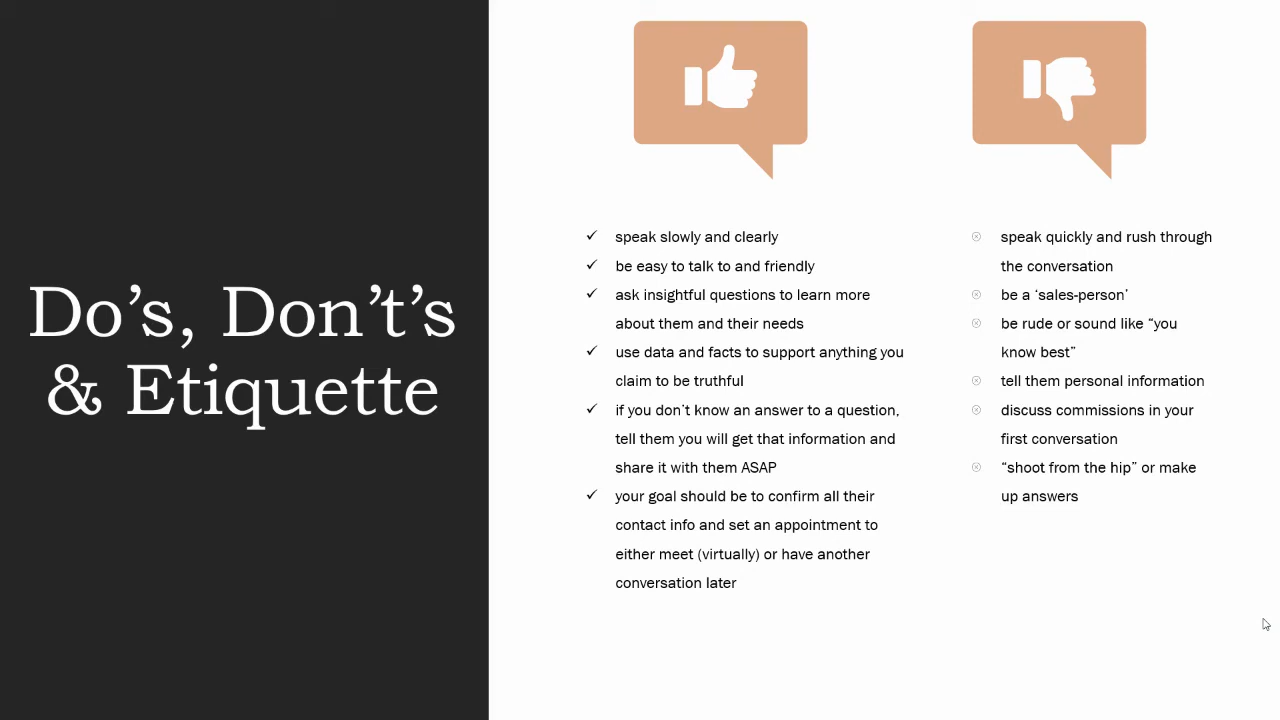 Do’s, Don’t’s
& Etiquette
speak slowly and clearly
be easy to talk to and friendly
ask insightful questions to learn more
about them and their needs
use data and facts to support anything you
claim to be truthful
if you don’t know an answer to a question,
tell them you will get that information and
share it with them ASAP
your goal should be to confirm all their
contact info and set an appointment to
either meet (virtually) or have another
conversation later
speak quickly and rush through
the conversation
be a ‘sales-person’
be rude or sound like “you
know best”
tell them personal information
discuss commissions in your
first conversation
“shoot from the hip” or make
up answers